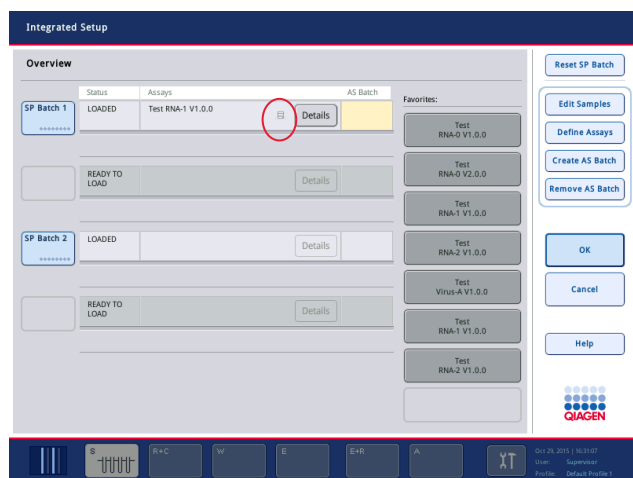 Integrated Setup
Overview
Status Assays AS Batch
SP Batch 1
LOADED
Test RNA-1 V1.0.0
Details
READY TO
LOAD
Details
SP Batch 2
LOADED
Details
READY TO
LOAD
Details
Favorites:
Test
RNA-0 V1.0.0
Test
RNA-0 V2.0.0
Test
RNA-1 V1.0.0
Test
RNA-2 V1.0.0
Test
Virus-A V1.0.0
Test
RNA-1 V1.0.0
Test
RNA-2 V1.0.0
Reset SP Batch
Edit Samples
Define Assays
Create AS Batch
Remove AS Batch
OK
Cancel
Help
QIAGEN
S R+C W E E+R A
Oct 29, 2015 | 16:31:07
User: Supervisor
Profile: Default Profile 1